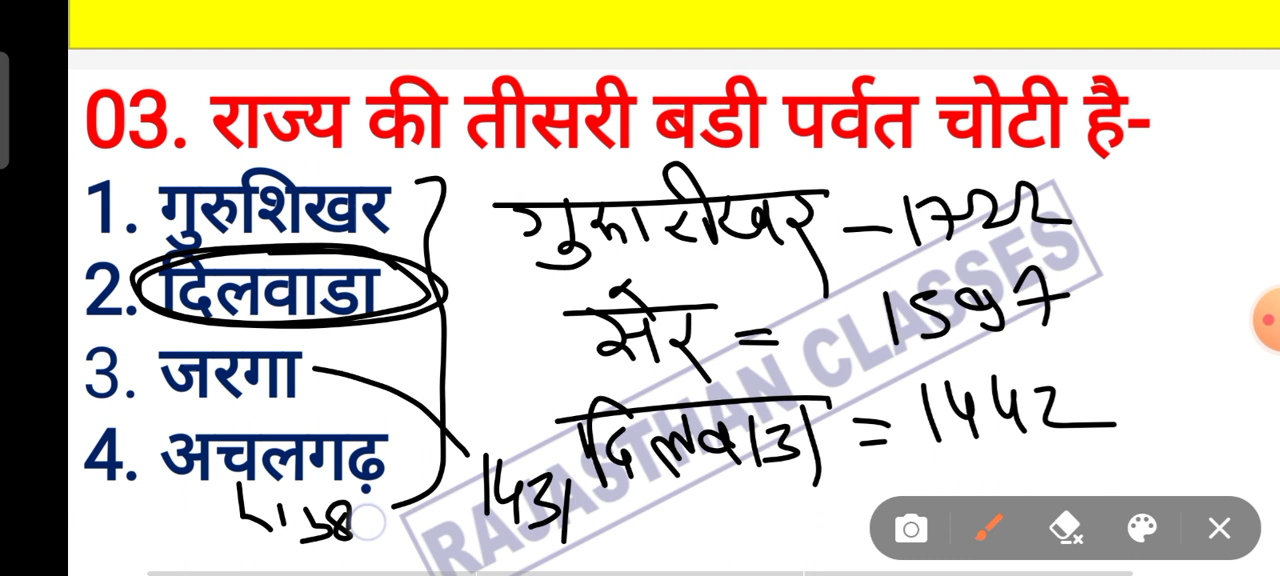 03. राज्य की तीसरी बडी पर्वत चोटी है-
1. गुरुशिखर
2. दिलवाडा
3. जरगा
4. अचलगढ़
गुरुशीखर - 1722
सेर = 1597
दिलवाडा = 1442
1431
RAJASTHAN CLASSES